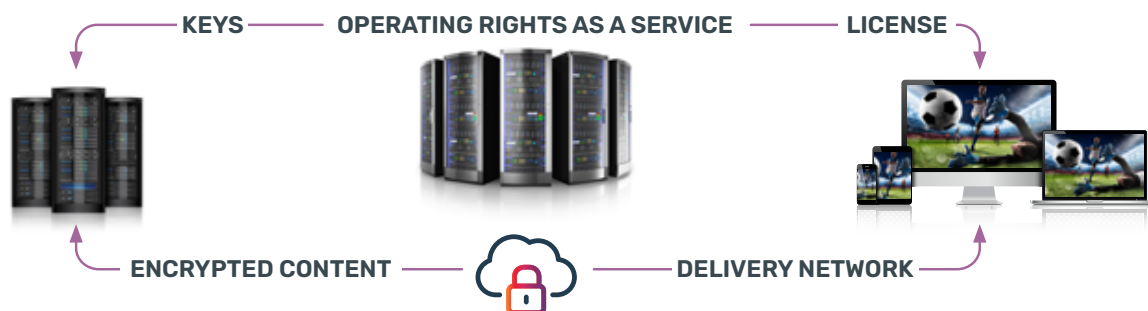 KEYS
OPERATING RIGHTS AS A SERVICE
LICENSE
ENCRYPTED CONTENT
DELIVERY NETWORK